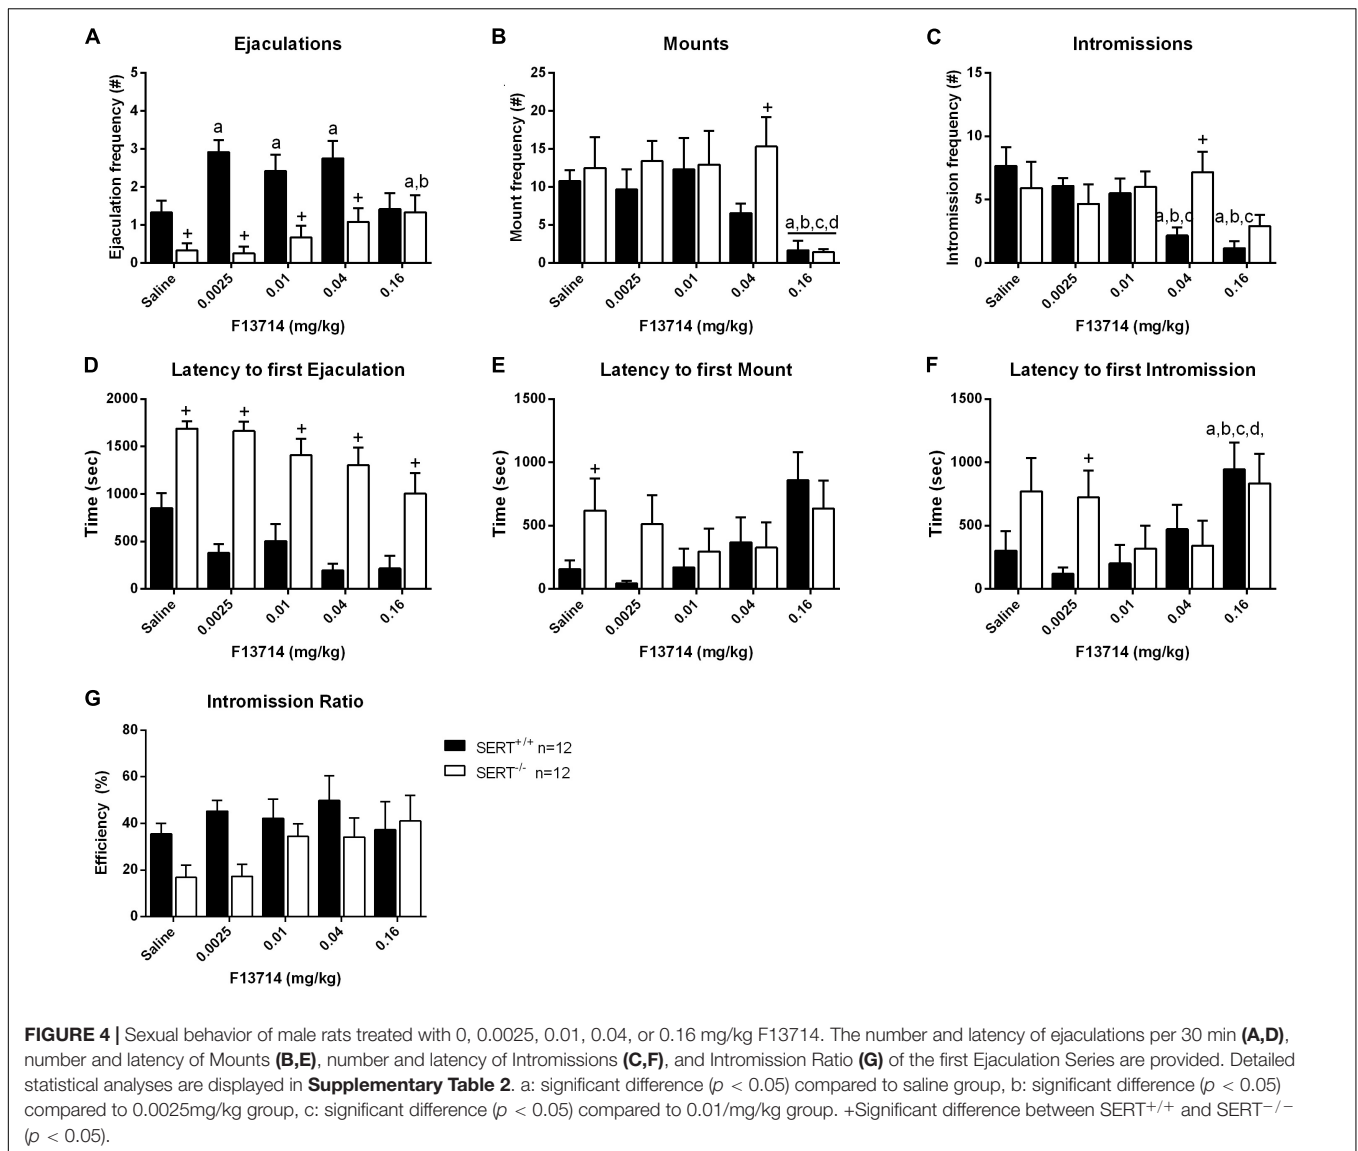 A
Ejaculations
Ejaculation frequency (#)
5
4
3
2
1
0
+
a
+
a
+
a
+
a,b
Saline
0.0025
0.01
0.04
0.16
F13714 (mg/kg)
B
Mounts
Mount frequency (#)
25
20
15
10
5
0
+
a,b,c,d
Saline
0.0025
0.01
0.04
0.16
F13714 (mg/kg)
C
Intromissions
Intromission frequency (#)
15
10
5
0
a,b,c
+
a,b,c
Saline
0.0025
0.01
0.04
0.16
F13714 (mg/kg)
D
Latency to first Ejaculation
Time (sec)
2000
1500
1000
500
0
+
+
+
+
+
Saline
0.0025
0.01
0.04
0.16
F13714 (mg/kg)
E
Latency to first Mount
Time (sec)
1500
1000
500
0
+
Saline
0.0025
0.01
0.04
0.16
F13714 (mg/kg)
F
Latency to first Intromission
Time (sec)
1500
1000
500
0
+
a,b,c,d,
Saline
0.0025
0.01
0.04
0.16
F13714 (mg/kg)
G
Intromission Ratio
Efficiency (%)
80
60
40
20
0
Saline
0.0025
0.01
0.04
0.16
F13714 (mg/kg)
SERT+/+ n=12
SERT-/- n=12
FIGURE 4 | Sexual behavior of male rats treated with 0, 0.0025, 0.01, 0.04, or 0.16 mg/kg F13714. The number and latency of ejaculations per 30 min (A,D),
number and latency of Mounts (B,E), number and latency of Intromissions (C,F), and Intromission Ratio (G) of the first Ejaculation Series are provided. Detailed
statistical analyses are displayed in Supplementary Table 2. a: significant difference (p < 0.05) compared to saline group, b: significant difference (p < 0.05)
compared to 0.0025mg/kg group, c: significant difference (p < 0.05) compared to 0.01/mg/kg group. +Significant difference between SERT+/+ and SERT−/−
(p < 0.05).